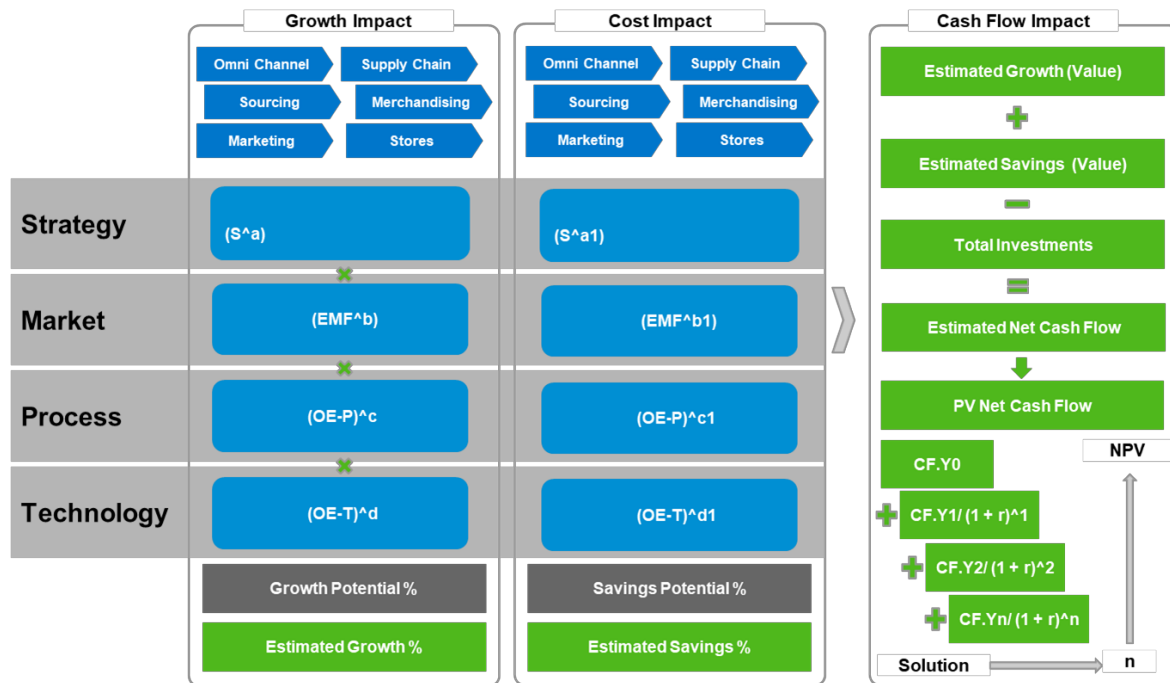 Growth Impact
Omni Channel
Supply Chain
Sourcing
Merchandising
Marketing
Stores
Cost Impact
Omni Channel
Supply Chain
Sourcing
Merchandising
Marketing
Stores
Strategy
(S^a)
(S^a1)
Market
(EMF^b)
(EMF^b1)
Process
(OE-P)^c
(OE-P)^c1
Technology
(OE-T)^d
(OE-T)^d1
Growth Potential %
Savings Potential %
Estimated Growth %
Estimated Savings %
Cash Flow Impact
Estimated Growth (Value)
Estimated Savings (Value)
Total Investments
Estimated Net Cash Flow
PV Net Cash Flow
CF.Y0
NPV
CF.Y1/ (1 + r)^1
CF.Y2/ (1 + r)^2
CF.Yn/ (1 + r)^n
Solution
n